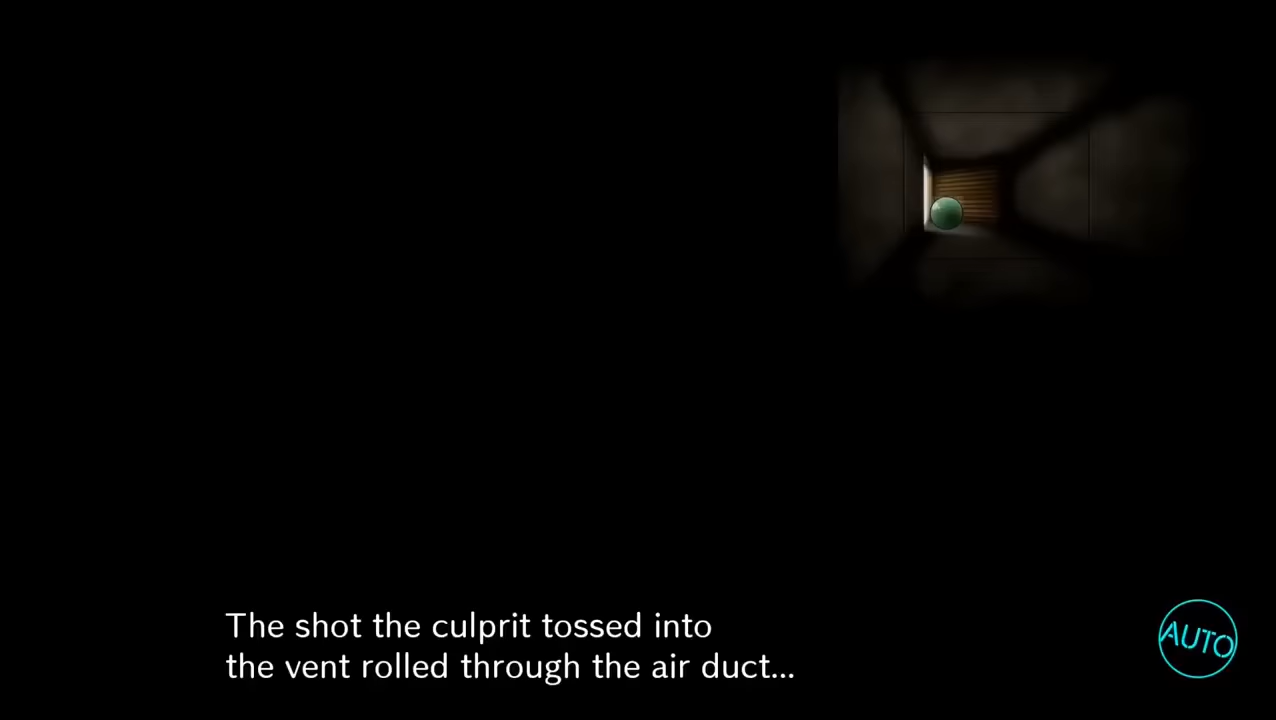 The shot the culprit tossed into
the vent rolled through the air duct...
AUTO